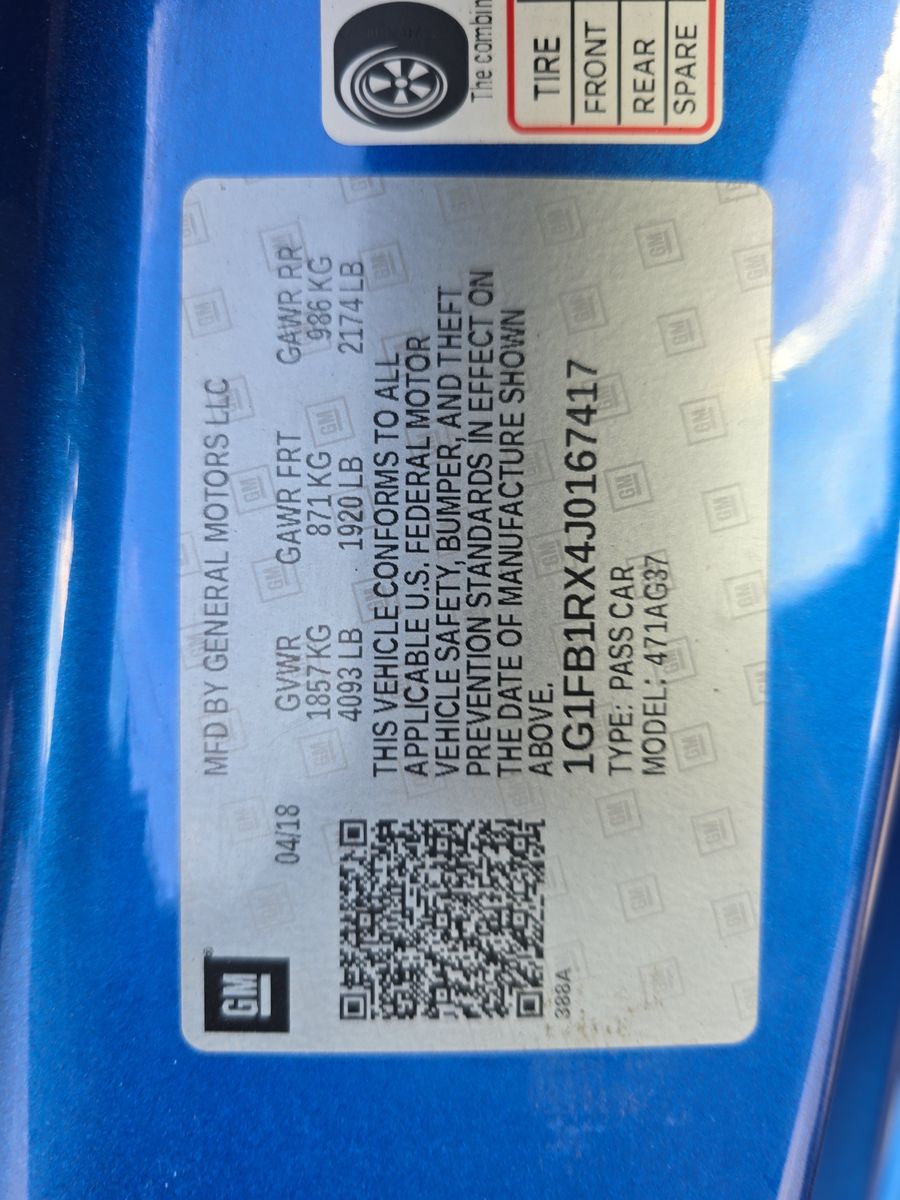 The combin
TIRE
FRONT
REAR
SPARE
GM
MFD BY GENERAL MOTORS LLC
04/18
GVWR GAWR FRT GAWR RR
1857KG 871 KG 986 KG
4093 LB 1920 LB 2174 LB
THIS VEHICLE CONFORMS TO ALL
APPLICABLE U.S. FEDERAL MOTOR
VEHICLE SAFETY, BUMPER, AND THEFT
PREVENTION STANDARDS IN EFFECT ON
THE DATE OF MANUFACTURE SHOWN
ABOVE.
1G1FB1RX4J0167417
TYPE: PASS CAR
MODEL: 471AG37
388A